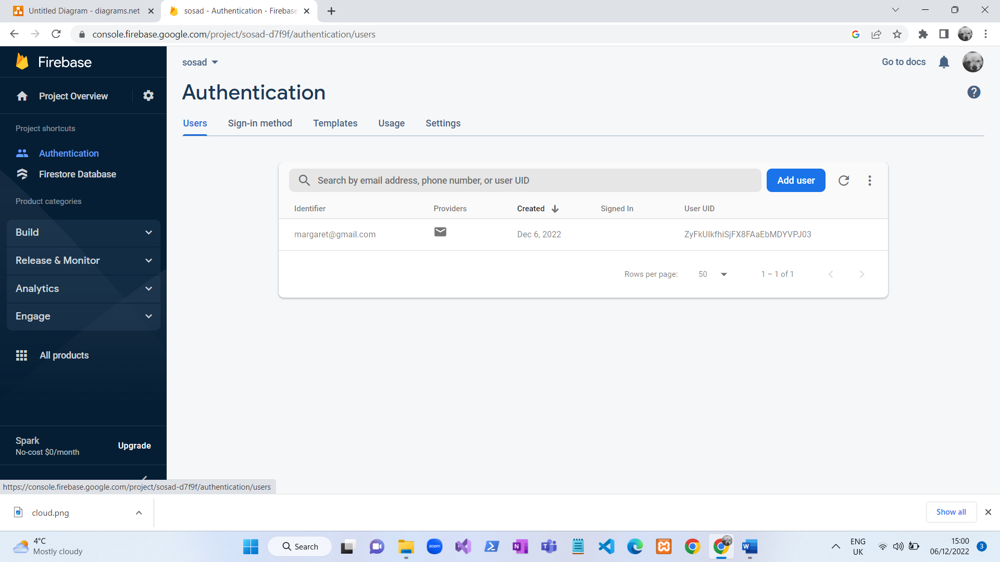 Untitled Diagram - diagrams.net
sosad - Authentication - Firebase
console.firebase.google.com/project/sosad-d7f9f/authentication/users
Firebase
sosad
Go to docs
Project Overview
Authentication
Users Sign-in method Templates Usage Settings
Project shortcuts
Authentication
Firestore Database
Product categories
Build
Release & Monitor
Analytics
Engage
All products
Search by email address, phone number, or user UID
Add user
Identifier Providers Created Signed In User UID
margaret@gmail.com Dec 6, 2022 ZyFkUIkfhiSjFX8FAaEbMDYVPJ03
Rows per page: 50 1 – 1 of 1
Spark
No-cost $0/month
Upgrade
https://console.firebase.google.com/project/sosad-d7f9f/authentication/users
cloud.png
Show all
4°C
Mostly cloudy
Search
zoom
ENG
UK
15:00
06/12/2022
3